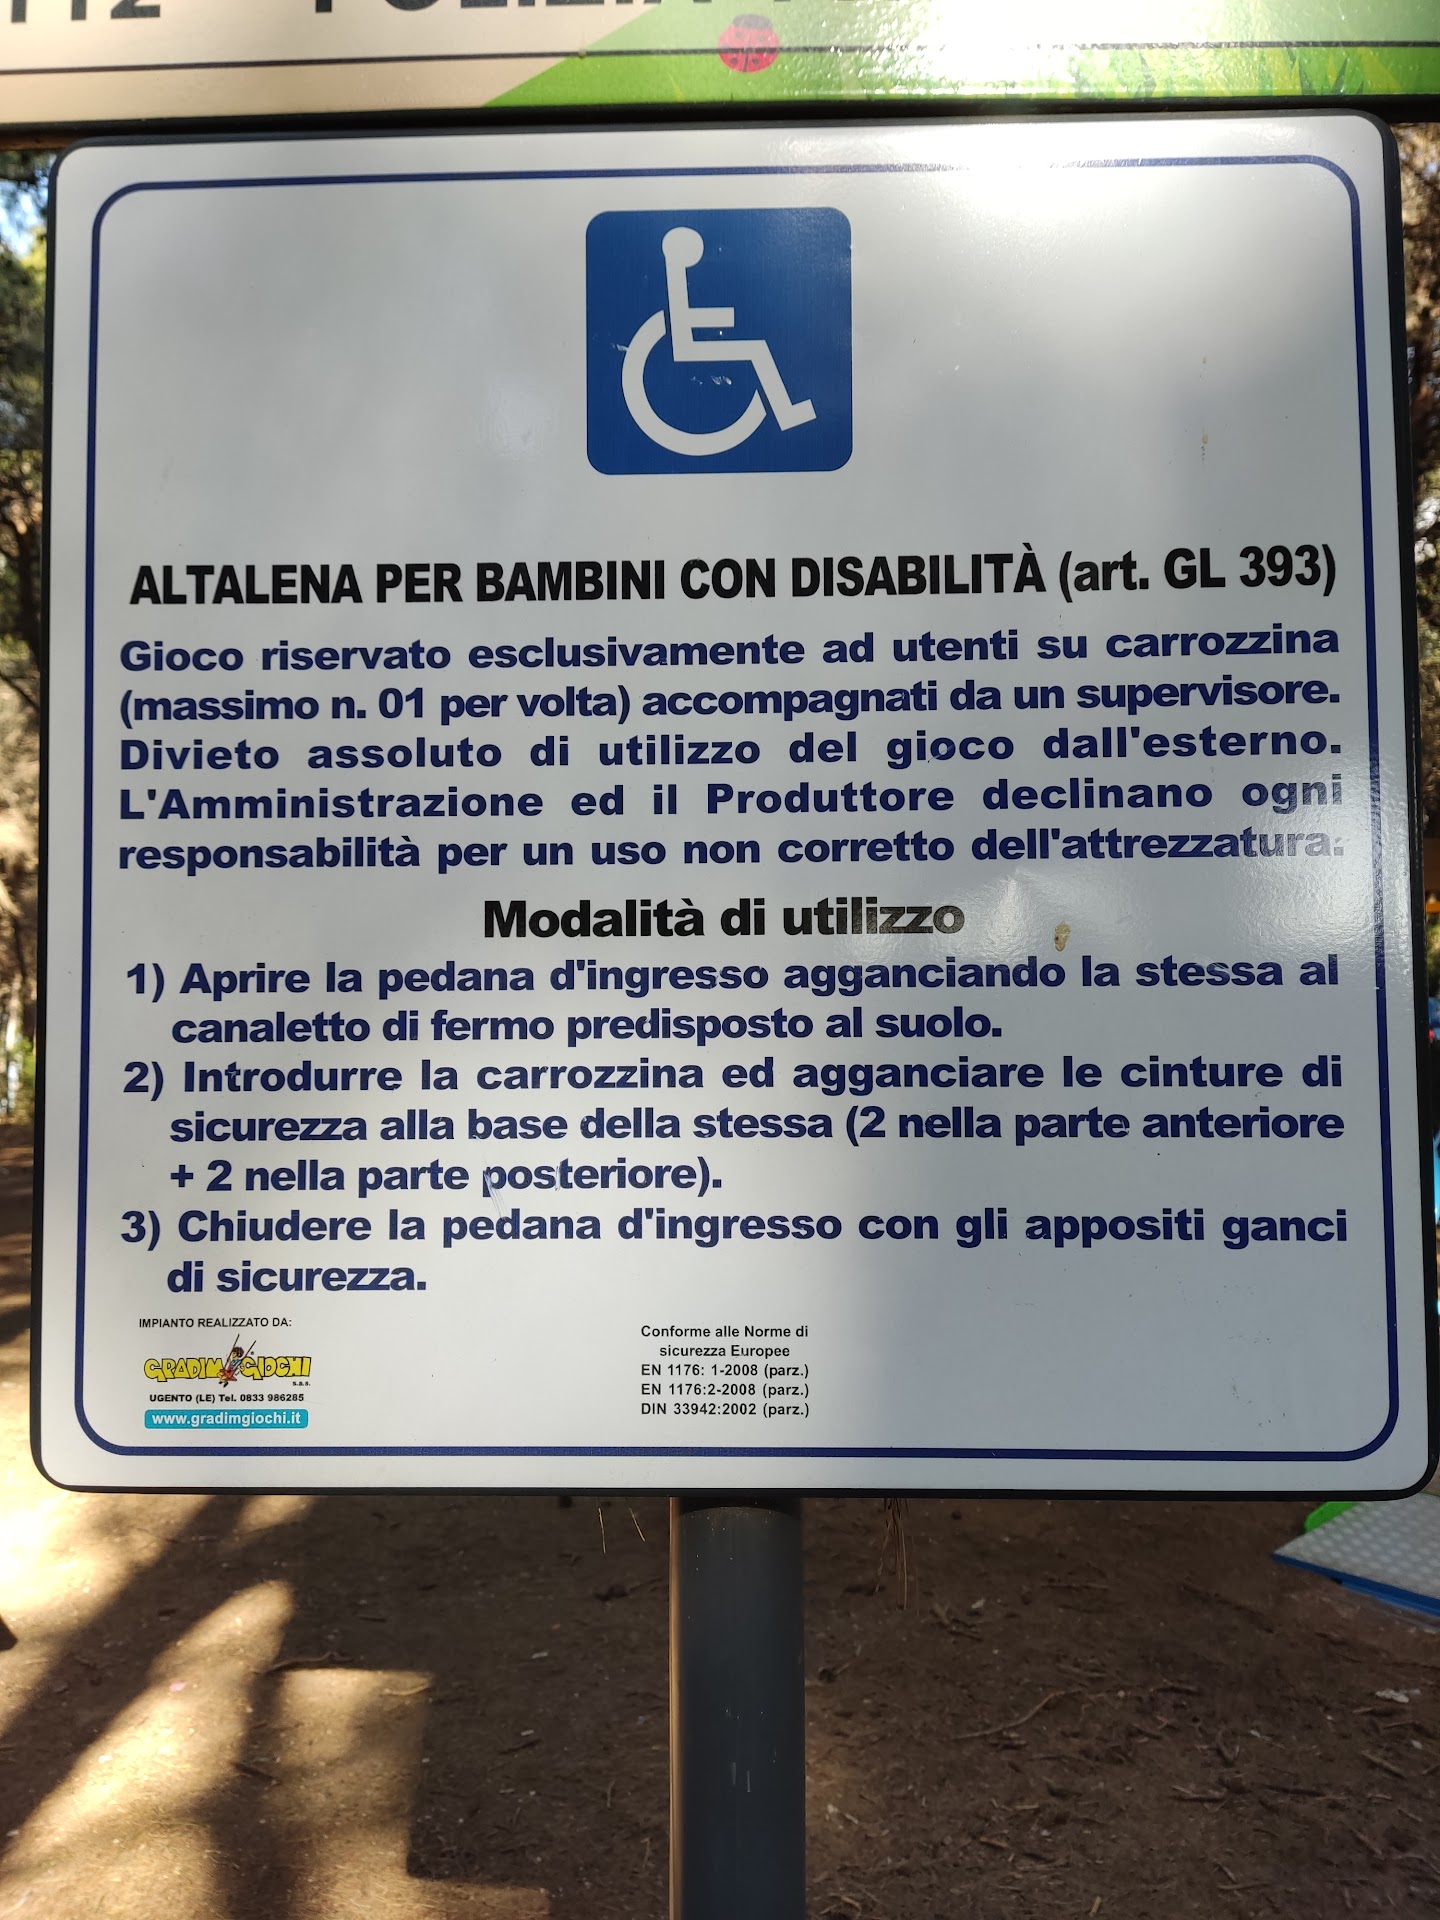 112
ALTALENA PER BAMBINI CON DISABILITÀ (art. GL 393)
Gioco riservato esclusivamente ad utenti su carrozzina
(massimo n. 01 per volta) accompagnati da un supervisore.
Divieto assoluto di utilizzo del gioco dall'esterno.
L'Amministrazione ed il Produttore declinano ogni
responsabilità per un uso non corretto dell'attrezzatura.
Modalità di utilizzo
1) Aprire la pedana d'ingresso agganciando la stessa al
canaletto di fermo predisposto al suolo.
2) Introdurre la carrozzina ed agganciare le cinture di
sicurezza alla base della stessa (2 nella parte anteriore
+ 2 nella parte posteriore).
3) Chiudere la pedana d'ingresso con gli appositi ganci
di sicurezza.
IMPIANTO REALIZZATO DA:
GRADIM GIOCHI
s.a.s.
UGENTO (LE) Tel. 0833 986285
www.gradimgiochi.it
Conforme alle Norme di
sicurezza Europee
EN 1176: 1-2008 (parz.)
EN 1176:2-2008 (parz.)
DIN 33942:2002 (parz.)